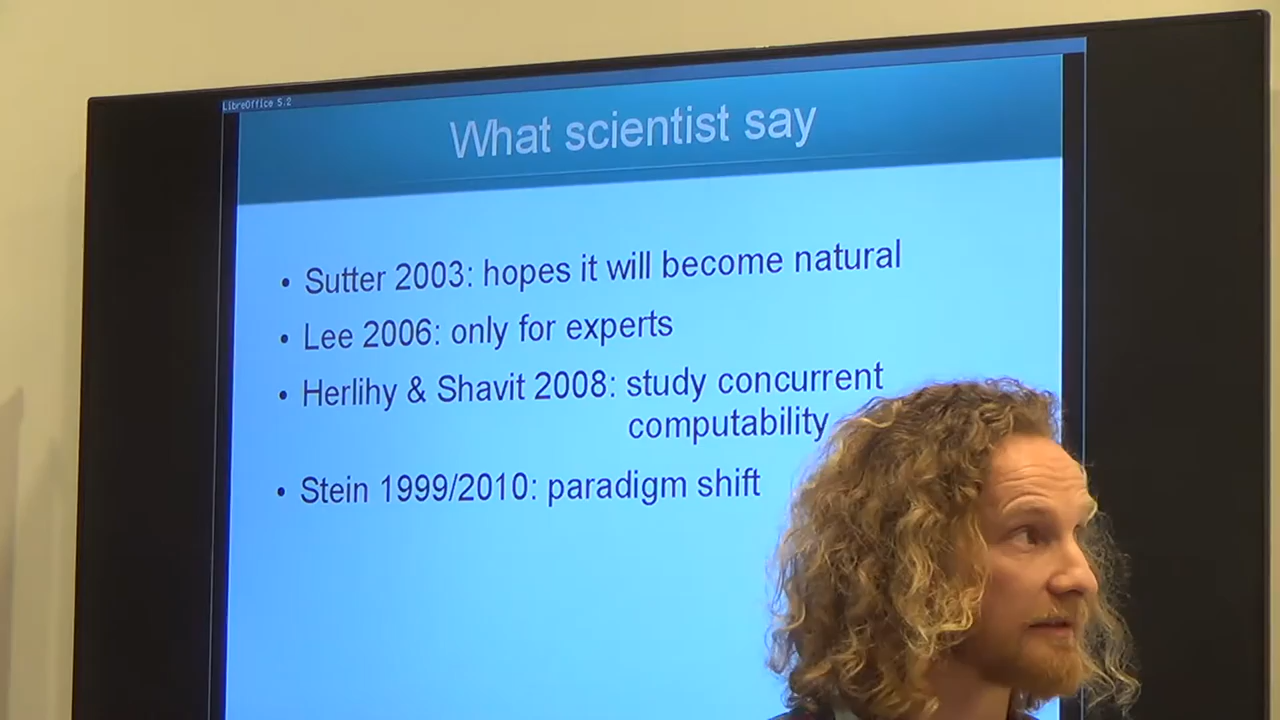 LibreOffice 5.2
What scientist say
• Sutter 2003: hopes it will become natural
• Lee 2006: only for experts
• Herlihy & Shavit 2008: study concurrent
computability
• Stein 1999/2010: paradigm shift